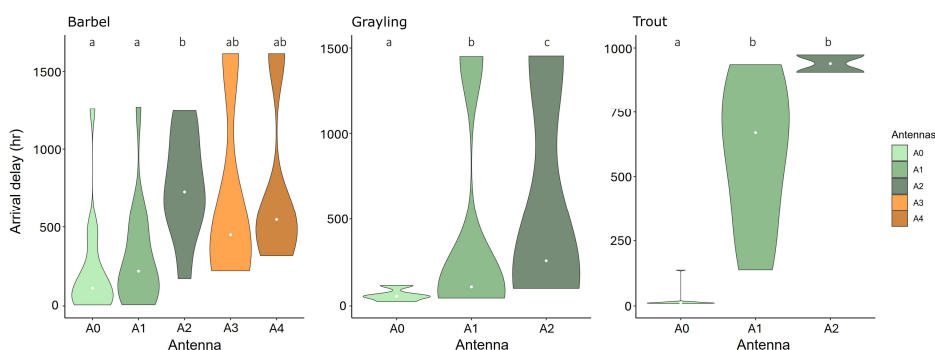 Barbel
a a b ab ab
1500
1000
500
0
Arrival delay (hr)
A0 A1 A2 A3 A4
Antenna
Grayling
a b c
1500
1000
500
0
A0 A1 A2
Antenna
Trout
a b b
1000
750
500
250
0
A0 A1 A2
Antenna
Antennas
A0
A1
A2
A3
A4